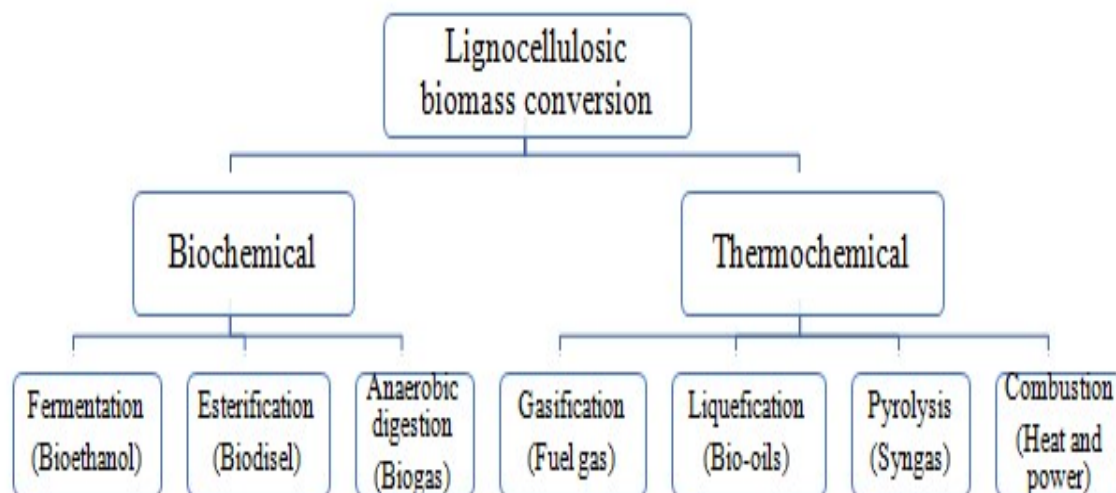 Lignocellulosic
biomass conversion
Biochemical
Thermochemical
Fermentation
(Bioethanol)
Esterification
(Biodisel)
Anaerobic
digestion
(Biogas)
Gasification
(Fuel gas)
Liquefication
(Bio-oils)
Pyrolysis
(Syngas)
Combustion
(Heat and
power)